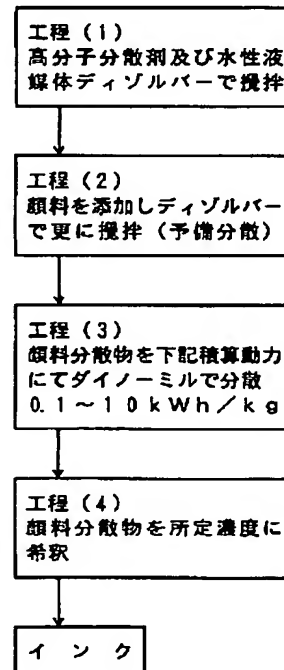 工程（１）
高分子分散剤及び水性液
媒体ディゾルバーで攪拌
工程（２）
顔料を添加しディゾルバー
で更に攪拌（予備分散）
工程（３）
顔料分散物を下記積算動力
にてダイノーミルで分散
０.１～１０ｋＷｈ／ｋｇ
工程（４）
顔料分散物を所定濃度に
希釈
インク